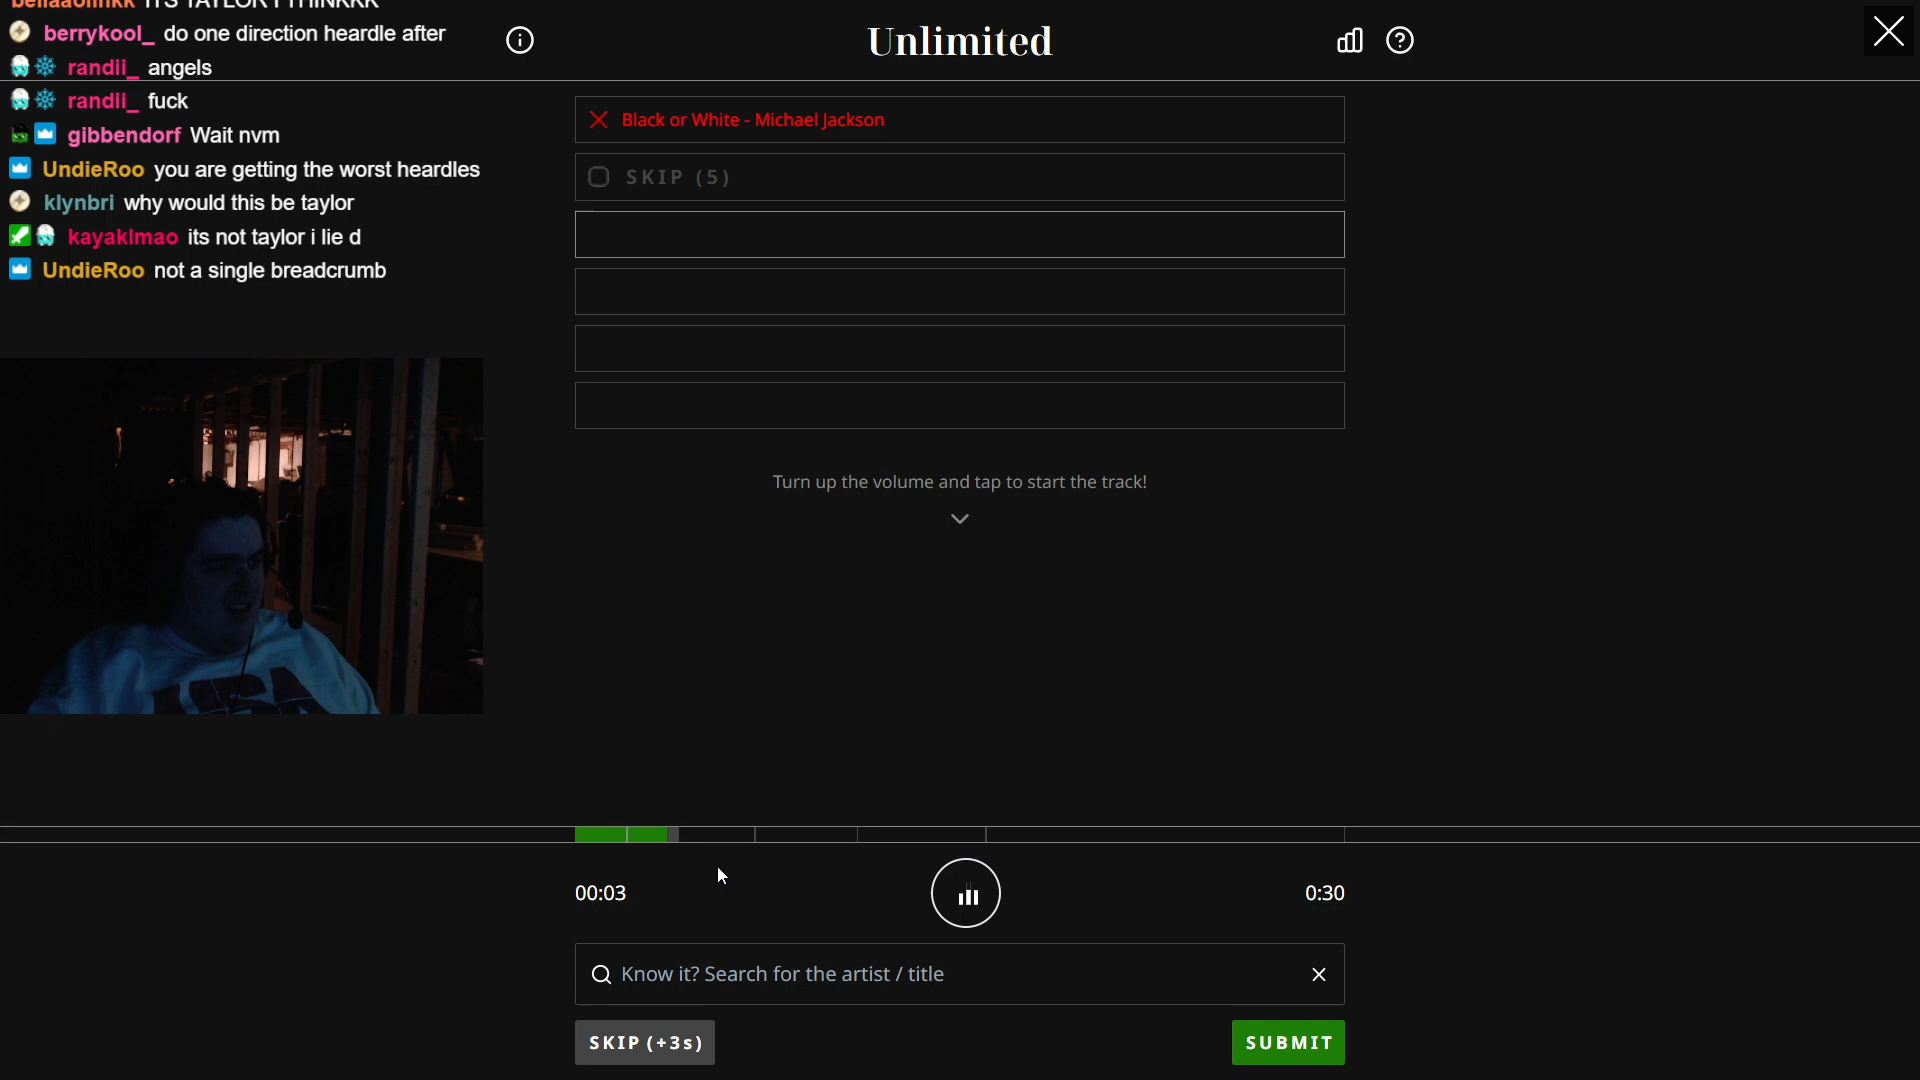 berrykool_ do one direction heardle after
randii_ angels
randii_ fuck
gibbendorf Wait nvm
UndieRoo you are getting the worst heardles
klynbri why would this be taylor
kayaklmao its not taylor i lie d
UndieRoo not a single breadcrumb
Unlimited
Black or White - Michael Jackson
SKIP (5)
Turn up the volume and tap to start the track!
00:03
0:30
Know it? Search for the artist / title
SKIP (+3s)
SUBMIT